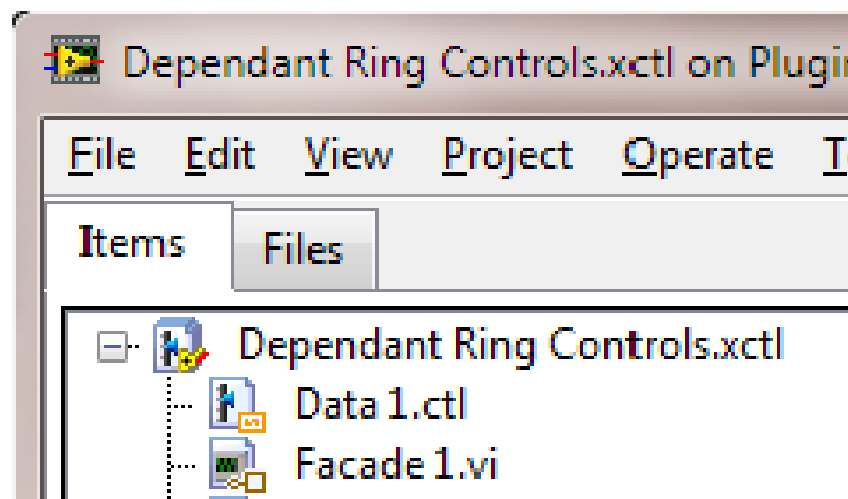 Dependant Ring Controls.xctl on
File Edit View Project Operate
Items Files
Dependant Ring Controls.xctl
Data 1.ctl
Facade 1.vi